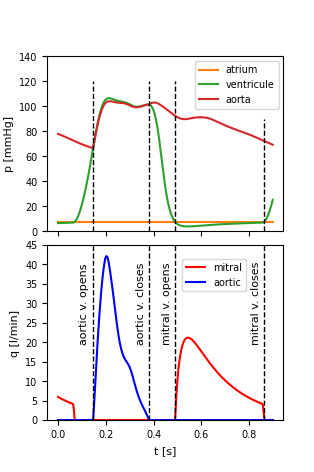 140
120
100
80
60
40
20
0
p [mmHg]
atrium
ventricule
aorta
45
40
35
30
25
20
15
10
5
0
q [l/min]
aortic v. opens
aortic v. closes
mitral v. opens
mitral v. closes
mitral
aortic
0.0 0.2 0.4 0.6 0.8
t [s]